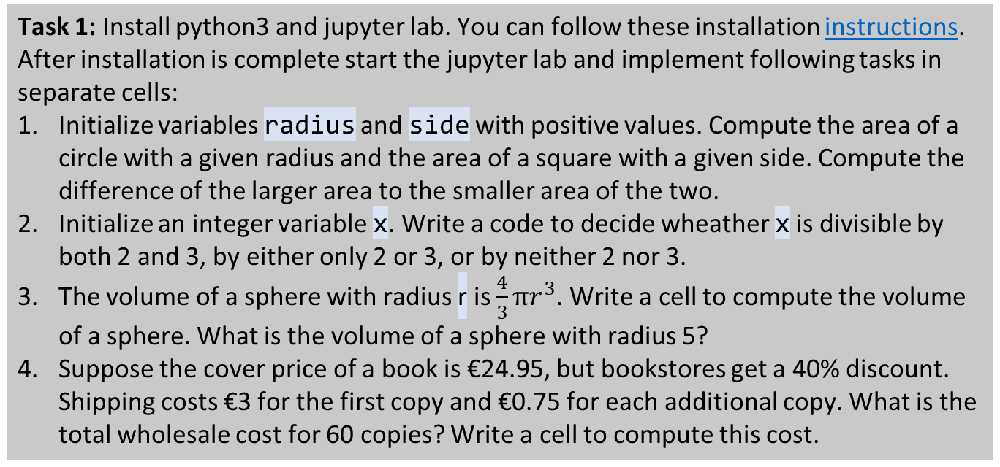 Task 1: Install python3 and jupyter lab. You can follow these installation instructions.
After installation is complete start the jupyter lab and implement following tasks in
separate cells:
1. Initialize variables radius and side with positive values. Compute the area of a
circle with a given radius and the area of a square with a given side. Compute the
difference of the larger area to the smaller area of the two.
2. Initialize an integer variable x. Write a code to decide wheather x is divisible by
both 2 and 3, by either only 2 or 3, or by neither 2 nor 3.
3. The volume of a sphere with radius r is 4/3 πr³. Write a cell to compute the volume
of a sphere. What is the volume of a sphere with radius 5?
4. Suppose the cover price of a book is €24.95, but bookstores get a 40% discount.
Shipping costs €3 for the first copy and €0.75 for each additional copy. What is the
total wholesale cost for 60 copies? Write a cell to compute this cost.